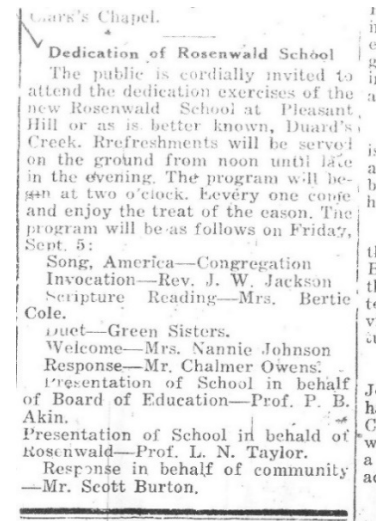 Clark's Chapel.
Dedication of Rosenwald School
The public is cordially invited to
attend the dedication exercises of the
new Rosenwald School at Pleasant
Hill or as is better known, Duard's
Creek. Rrefreshments will be served
on the ground from noon until late
in the evening. The program will be-
gin at two o'clock. Eevery one come
and enjoy the treat of the eason. The
program will be as follows on Friday,
Sept. 5:
Song, America—Congregation
Invocation—Rev. J. W. Jackson
Scripture Reading—Mrs. Bertie
Cole.
Duet—Green Sisters.
Welcome—Mrs. Nannie Johnson
Response—Mr. Chalmer Owens.
Presentation of School in behalf
of Board of Education—Prof. P. B.
Akin.
Presentation of School in behald of
Rosenwald—Prof. L. N. Taylor.
Response in behalf of community
—Mr. Scott Burton.